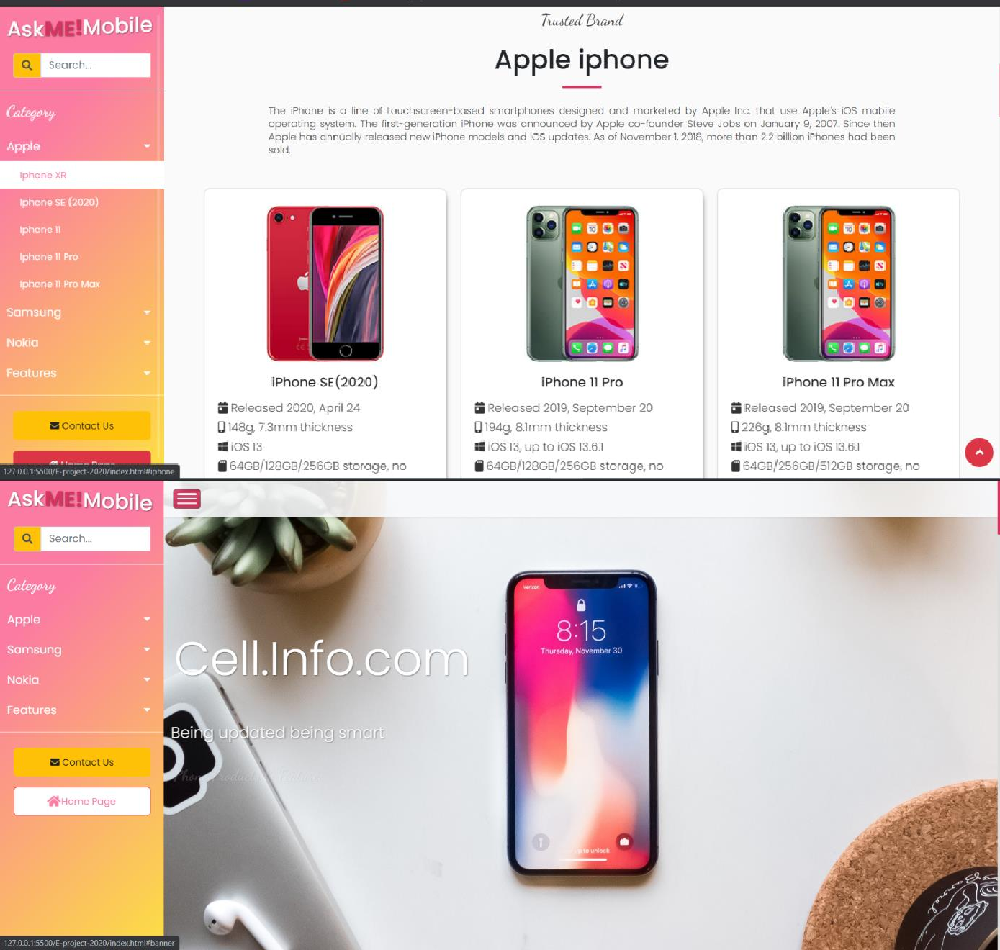 AskME!Mobile
Search...
Category
Apple
Iphone XR
Iphone SE (2020)
Iphone 11
Iphone 11 Pro
Iphone 11 Pro Max
Samsung
Nokia
Features
Contact Us
Home Page
127.0.0.1:5500/E-project-2020/index.html#iphone
Trusted Brand
Apple iphone
The iPhone is a line of touchscreen-based smartphones designed and marketed by Apple Inc. that use Apple's iOS mobile
operating system. The first-generation iPhone was announced by Apple co-founder Steve Jobs on January 9, 2007. Since then
Apple has annually released new iPhone models and iOS updates. As of November 1, 2018, more than 2.2 billion iPhones had been
sold.
iPhone SE(2020)
Released 2020, April 24
148g, 7.3mm thickness
iOS 13
64GB/128GB/256GB storage, no
iPhone 11 Pro
Released 2019, September 20
194g, 8.1mm thickness
iOS 13, up to iOS 13.6.1
64GB/128GB/256GB storage, no
iPhone 11 Pro Max
Released 2019, September 20
226g, 8.1mm thickness
iOS 13, up to iOS 13.6.1
64GB/256GB/512GB storage, no
AskME!Mobile
Search...
Category
Apple
Samsung
Nokia
Features
Contact Us
Home Page
127.0.0.1:5500/E-project-2020/index.html#banner
Cell.Info.com
Being updated being smart
Verizon
8:15
Thursday, November 30
to unlock